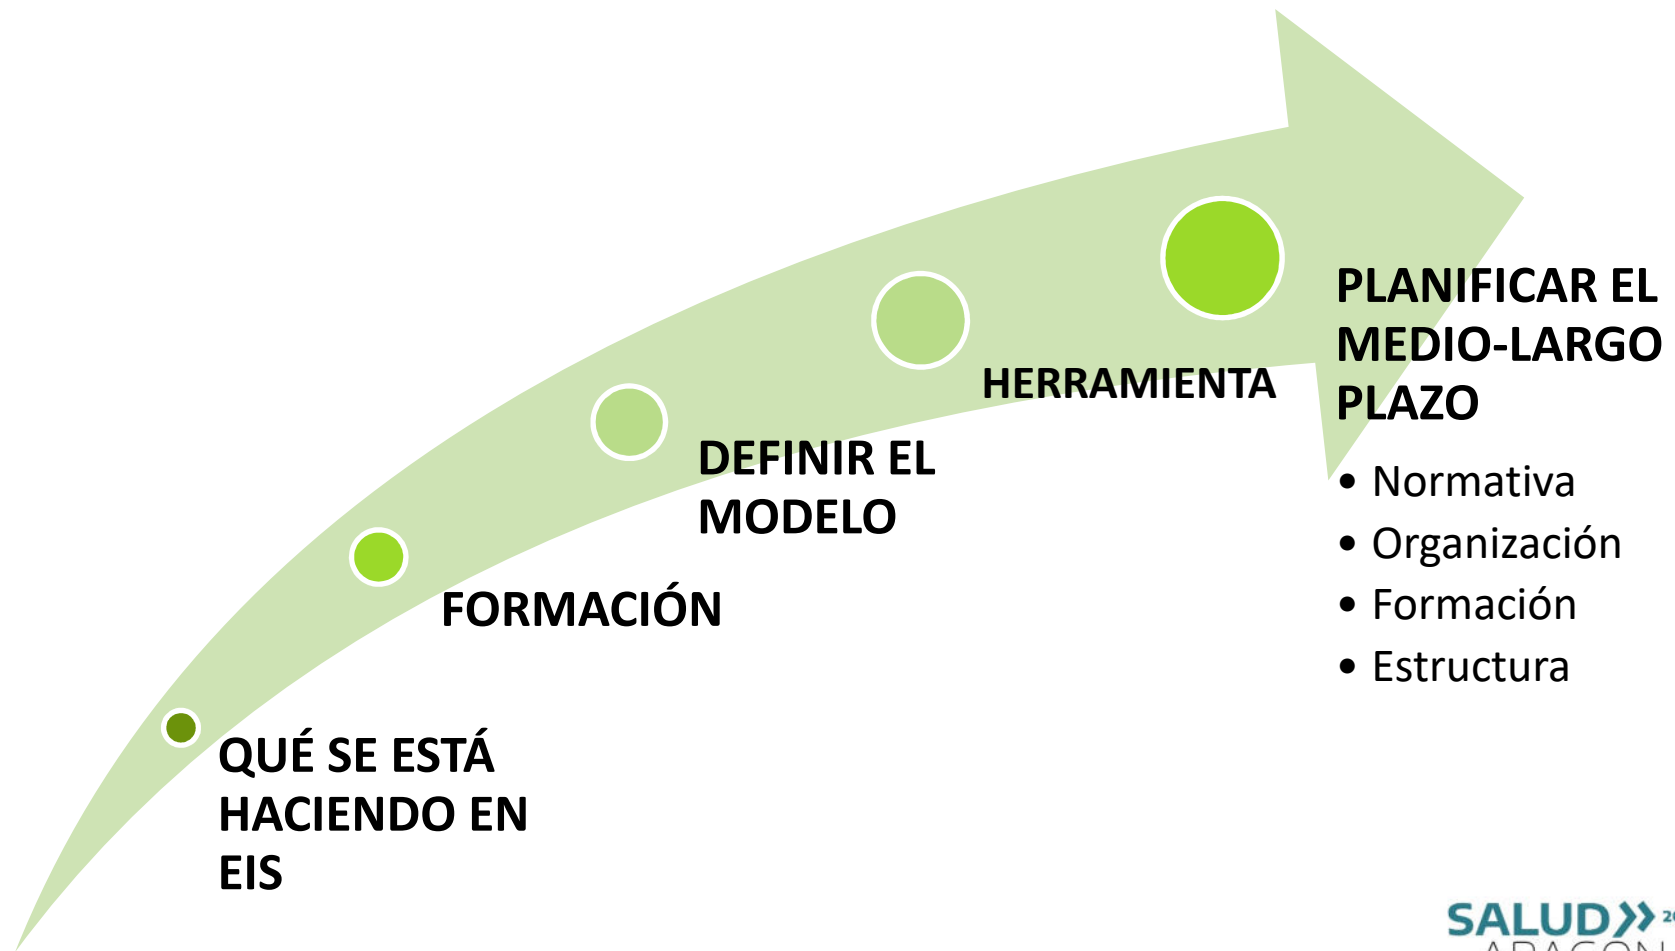 QUÉ SE ESTÁ
HACIENDO EN
EIS
FORMACIÓN
DEFINIR EL
MODELO
HERRAMIENTA
PLANIFICAR EL
MEDIO-LARGO
PLAZO
• Normativa
• Organización
• Formación
• Estructura
SALUD
ARAGON